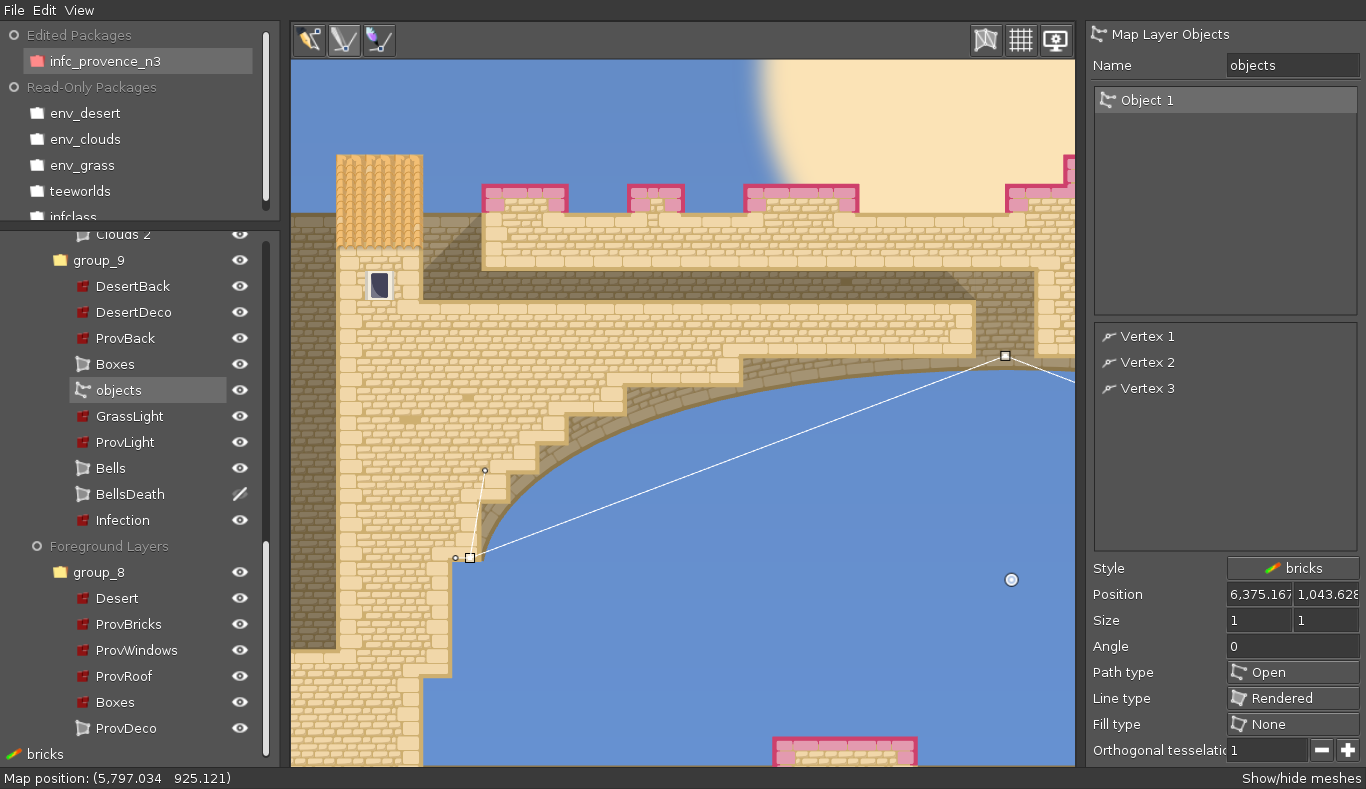 File Edit View
Edited Packages
infc_provence_n3
Read-Only Packages
env_desert
env_clouds
env_grass
teeworlds
infclass
Clouds 2
group_9
DesertBack
DesertDeco
ProvBack
Boxes
objects
GrassLight
ProvLight
Bells
BellsDeath
Infection
Foreground Layers
group_8
Desert
ProvBricks
ProvWindows
ProvRoof
Boxes
ProvDeco
bricks
Map position: (5,797.034 925.121)
Map Layer Objects
Name objects
Object 1
Vertex 1
Vertex 2
Vertex 3
Style bricks
Position 6,375.167 1,043.628
Size 1 1
Angle 0
Path type Open
Line type Rendered
Fill type None
Orthogonal tesselatic 1
Show/hide meshes